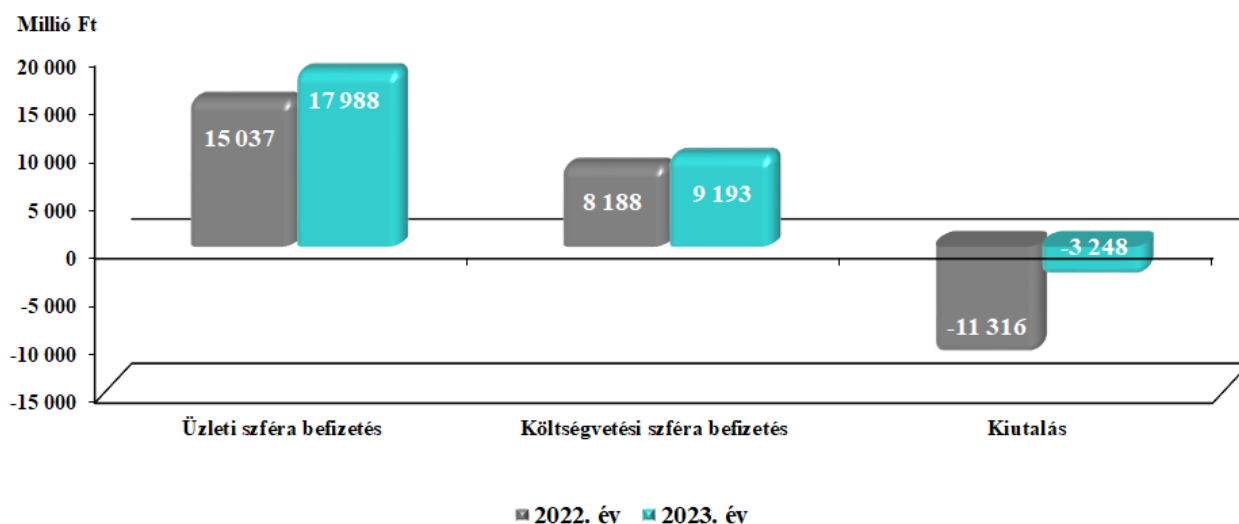 Millió Ft
20 000
15 000
10 000
5 000
0
-5 000
-10 000
-15 000
15 037
17 988
8 188
9 193
-11 316
-3 248
Üzleti szféra befizetés
Költségvetési szféra befizetés
Kiutalás
2022. év
2023. év